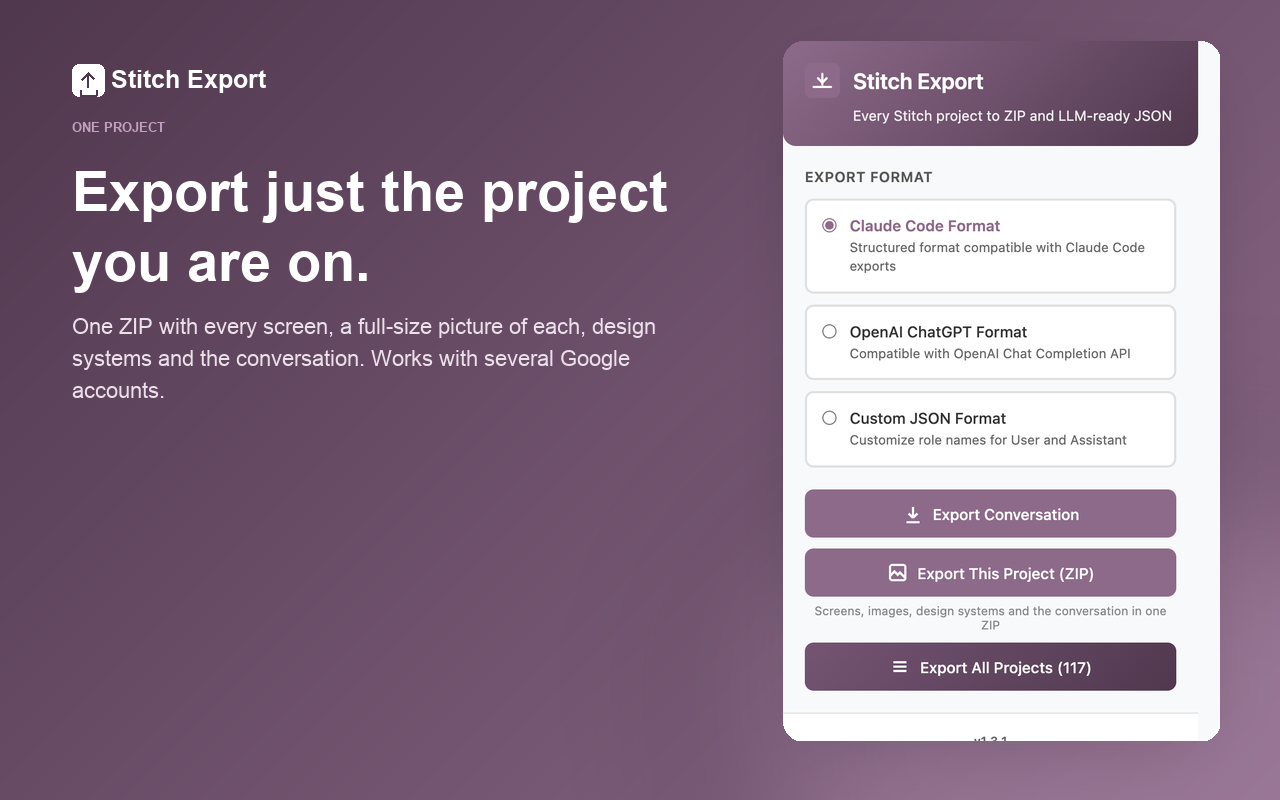 Stitch Export
ONE PROJECT
Export just the project
you are on.
One ZIP with every screen, a full-size picture of each, design
systems and the conversation. Works with several Google
accounts.
Stitch Export
Every Stitch project to ZIP and LLM-ready JSON
EXPORT FORMAT
Claude Code Format
Structured format compatible with Claude Code
exports
OpenAI ChatGPT Format
Compatible with OpenAI Chat Completion API
Custom JSON Format
Customize role names for User and Assistant
Export Conversation
Export This Project (ZIP)
Screens, images, design systems and the conversation in one
ZIP
Export All Projects (117)